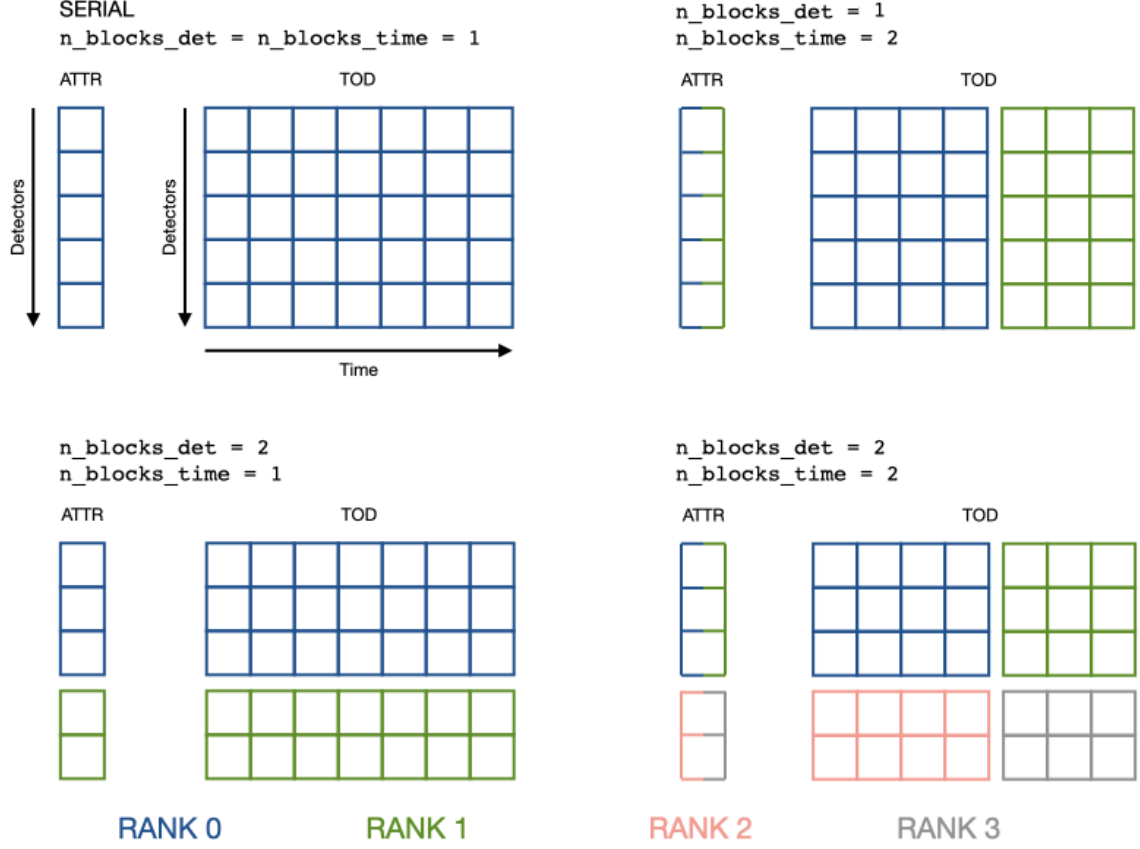 SERIAL
n_blocks_det = n_blocks_time = 1
ATTR
TOD
Detectors
Detectors
Time
n_blocks_det = 1
n_blocks_time = 2
ATTR
TOD
n_blocks_det = 2
n_blocks_time = 1
ATTR
TOD
n_blocks_det = 2
n_blocks_time = 2
ATTR
TOD
RANK 0
RANK 1
RANK 2
RANK 3